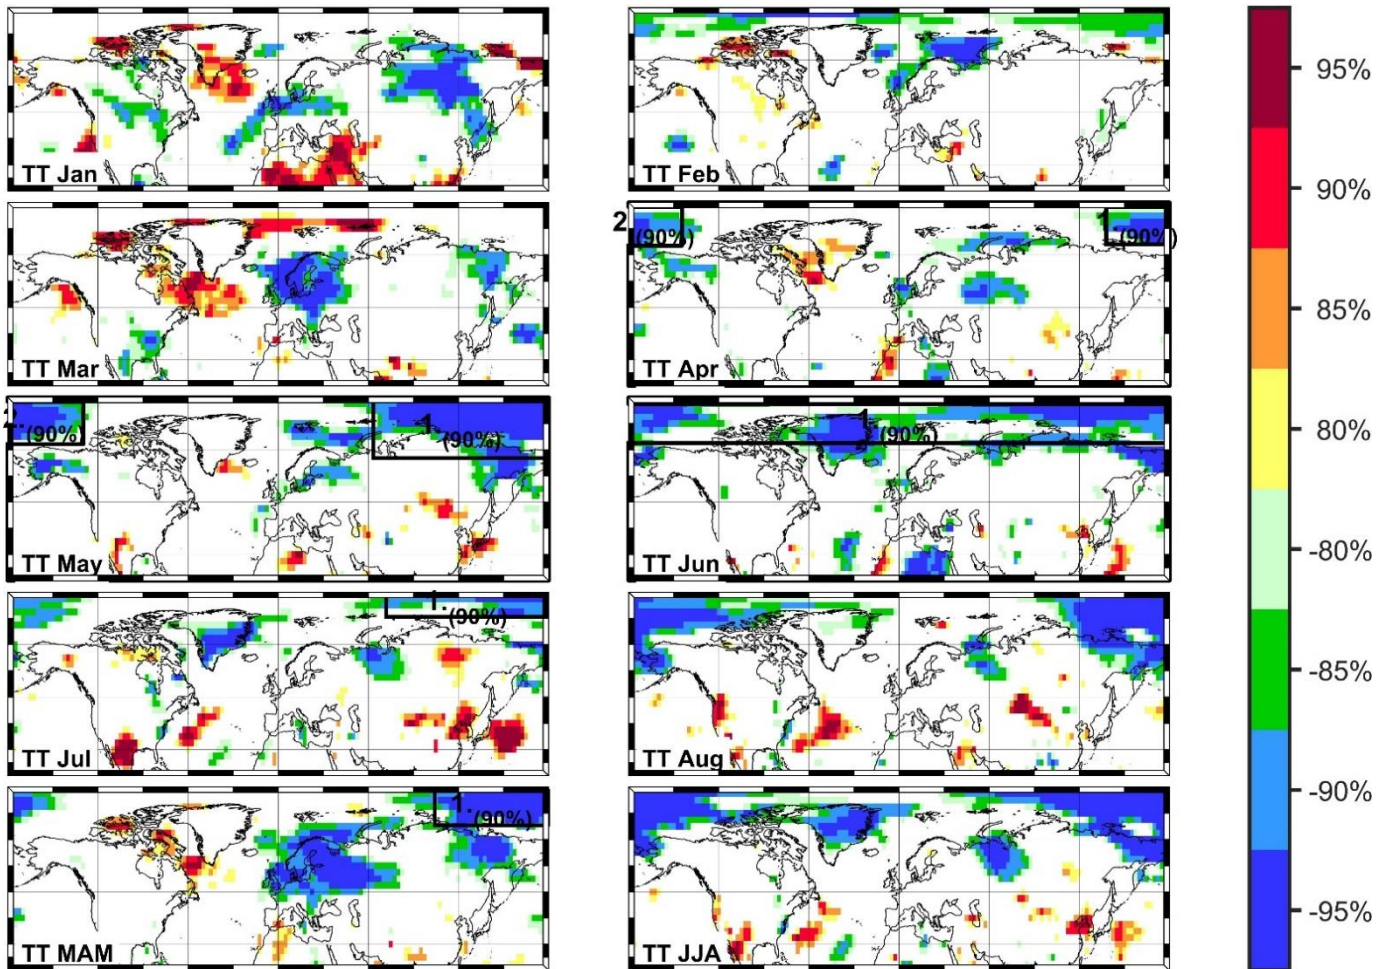 TT Jan
TT Feb
TT Mar
2
(90%)
1.
(90%)
TT Apr
2.
(90%)
1.
(90%)
TT May
1.
(90%)
TT Jun
1.
(90%)
TT Jul
TT Aug
1.
(90%)
TT MAM
TT JJA
95%
90%
85%
80%
-80%
-85%
-90%
-95%